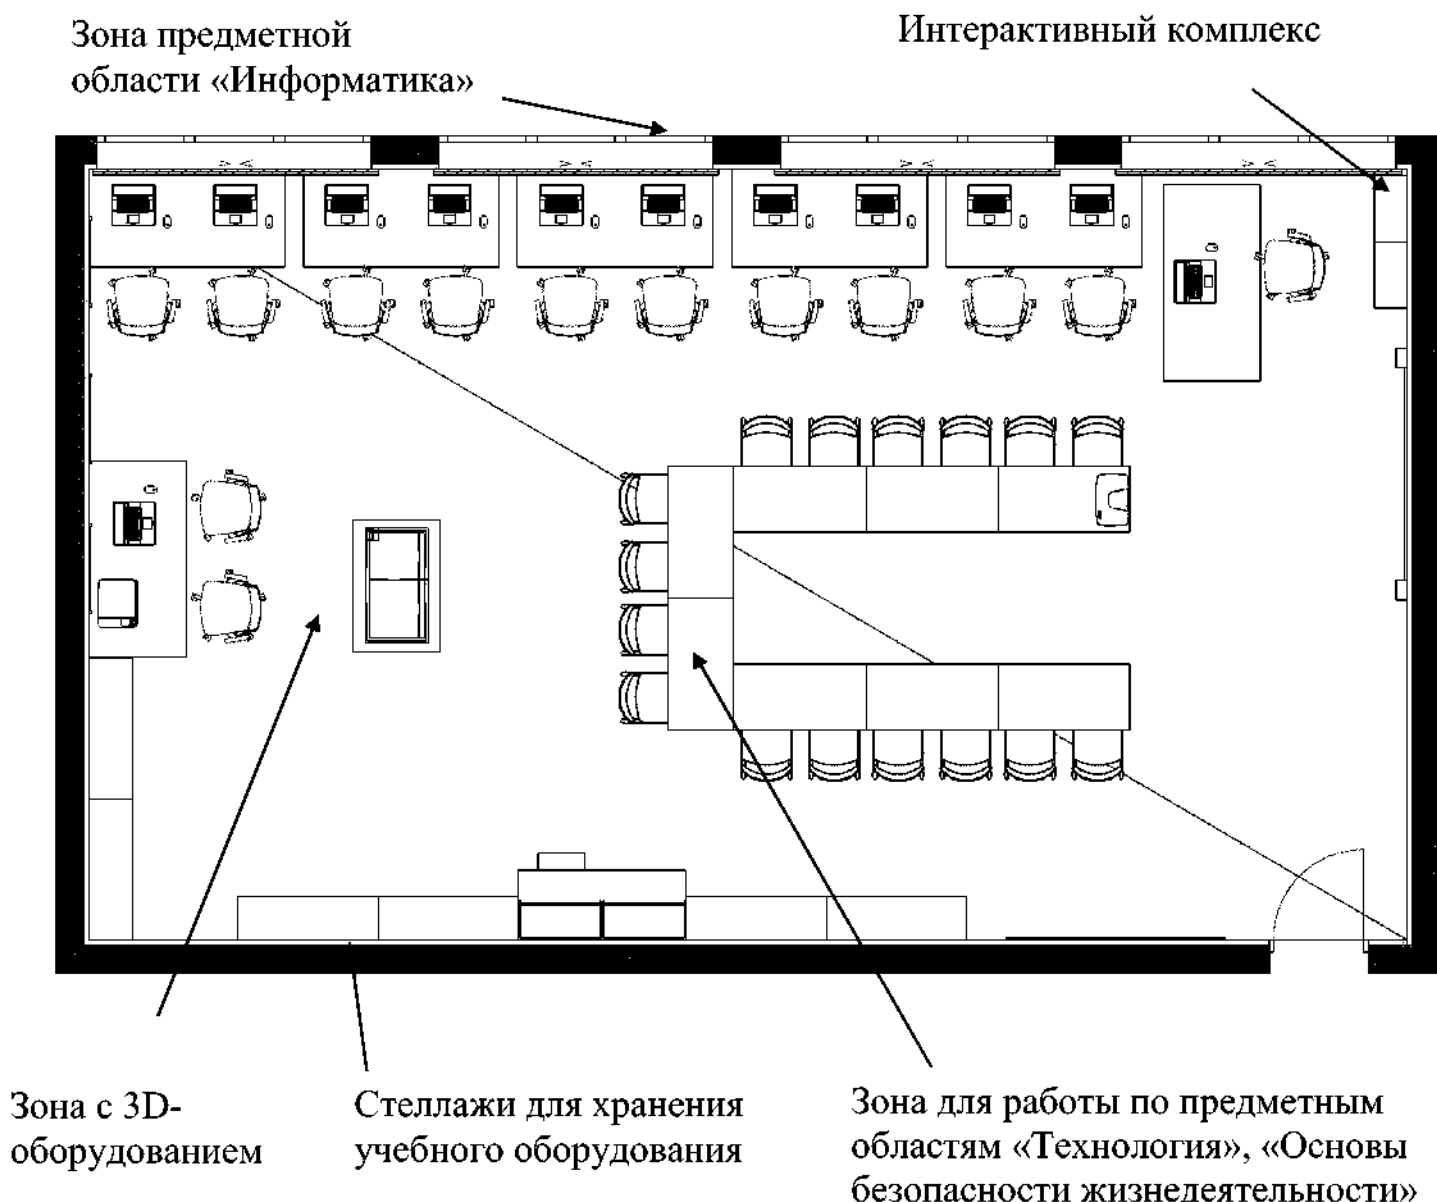 Зона предметной
области «Информатика»
Интерактивный комплекс
Зона с 3D-
оборудованием
Стеллажи для хранения
учебного оборудования
Зона для работы по предметным
областям «Технология», «Основы
безопасности жизнедеятельности»